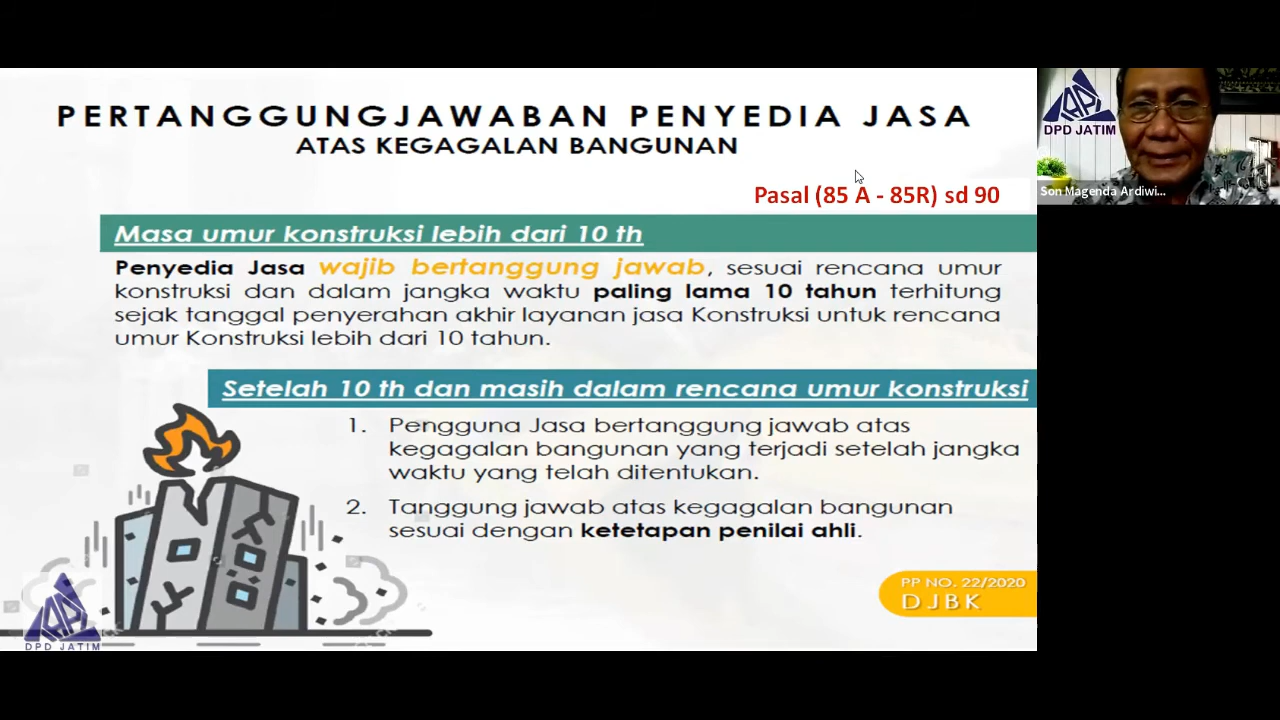 PERTANGGUNGJAWABAN PENYEDIA JASA
ATAS KEGAGALAN BANGUNAN
Pasal (85 A - 85R) sd 90
Masa umur konstruksi lebih dari 10 th
Penyedia Jasa wajib bertanggung jawab, sesuai rencana umur
konstruksi dan dalam jangka waktu paling lama 10 tahun terhitung
sejak tanggal penyerahan akhir layanan jasa Konstruksi untuk rencana
umur Konstruksi lebih dari 10 tahun.
Setelah 10 th dan masih dalam rencana umur konstruksi
1. Pengguna Jasa bertanggung jawab atas
kegagalan bangunan yang terjadi setelah jangka
waktu yang telah ditentukan.
2. Tanggung jawab atas kegagalan bangunan
sesuai dengan ketetapan penilai ahli.
PP NO. 22/2020
DJBK
DPD JATIM
DPD JATIM
Son Magenda Ardiwi...